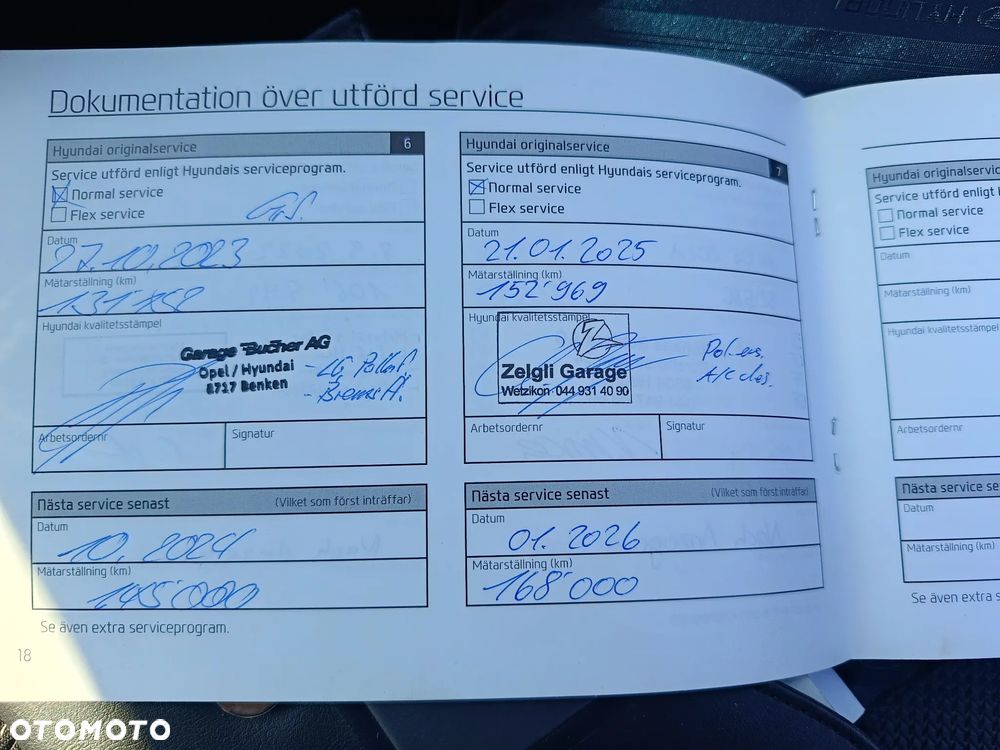 HYUNDAI
Dokumentation över utförd service
Hyundai originalservice 6
Service utförd enligt Hyundais serviceprogram.
Normal service
Flex service
Datum
27.10.2023
Mätarställning (km)
131'
Hyundai kvalitetsstämpel
Garage Bucher AG
Opel / Hyundai
8717 Benken
Arbetsordernr
Signatur
Nästa service senast (Vilket som först inträffar)
Datum
10. 2024
Mätarställning (km)
145'000
Se även extra serviceprogram.
18
Hyundai originalservice
7
Service utförd enligt Hyundais serviceprogram.
Normal service
Flex service
Datum
21.01.2025
Mätarställning (km)
152'969
Hyundai kvalitetsstämpel
Zelgli Garage
Wetzikon 044 931 40 90
A/C
Arbetsordernr
Signatur
Nästa service senast (Vilket som först inträffar)
Datum
01. 2026
Mätarställning (km)
168'000
Hyundai originalservic
Service utförd enligt
Normal service
Flex service
Datum
Mätarställning (km)
Hyundai kvalitetsstämpel
Arbetsordernr
Nästa service se
Datum
Mätarställning (km)
Se även extra s
OTOMOTO